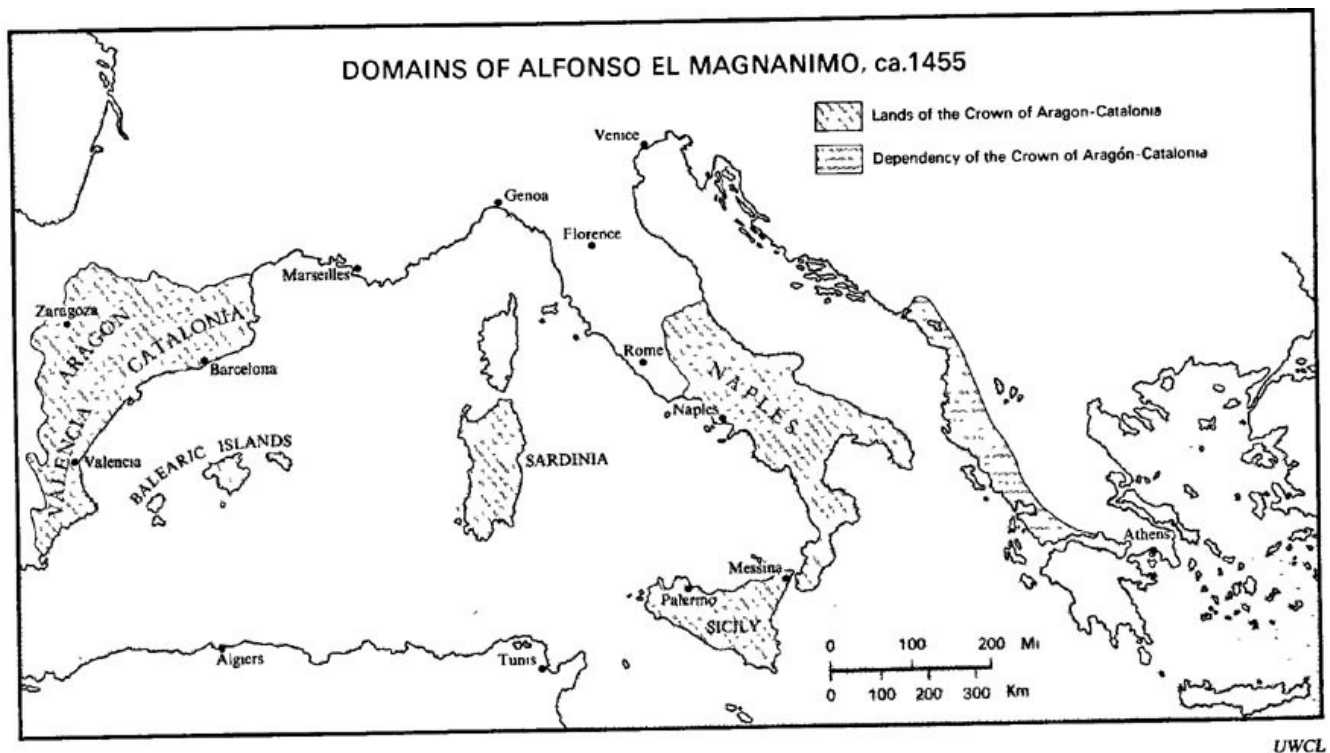 DOMAINS OF ALFONSO EL MAGNANIMO, ca.1455
Lands of the Crown of Aragon-Catalonia
Dependency of the Crown of Aragón-Catalonia
Venice
Genoa
Florence
Marseilles
Zaragoza
ARAGON
CATALONIA
Barcelona
Rome
NAPLES
Naples
VALENCIA
Valencia
BALEARIC ISLANDS
SARDINIA
Athens
Messina
Palermo
SICILY
Algiers
Tunis
0 100 200 Mi
0 100 200 300 Km
UWCL